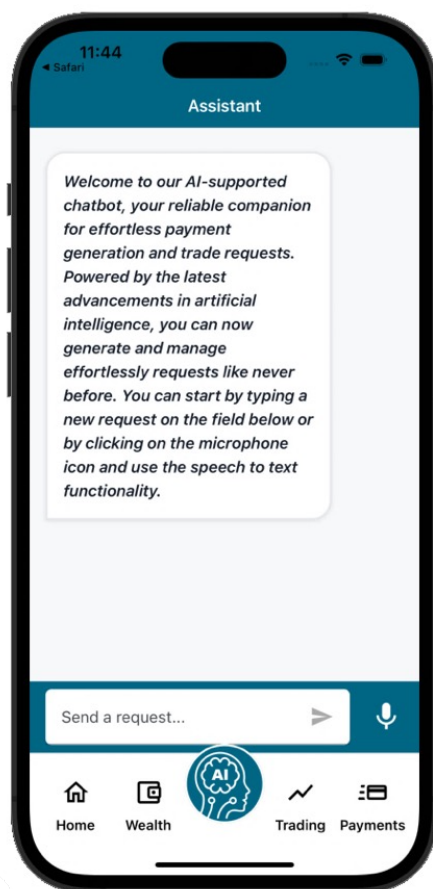 11:44
◀ Safari
Assistant
Welcome to our AI-supported
chatbot, your reliable companion
for effortless payment
generation and trade requests.
Powered by the latest
advancements in artificial
intelligence, you can now
generate and manage
effortlessly requests like never
before. You can start by typing a
new request on the field below or
by clicking on the microphone
icon and use the speech to text
functionality.
Send a request...
AI
Home Wealth Trading Payments